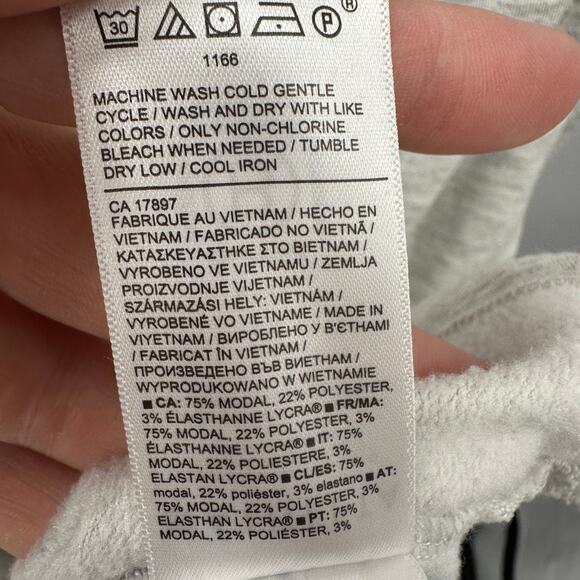 30 P ®
1166
MACHINE WASH COLD GENTLE
CYCLE / WASH AND DRY WITH LIKE
COLORS / ONLY NON-CHLORINE
BLEACH WHEN NEEDED / TUMBLE
DRY LOW / COOL IRON
CA 17897
FABRIQUE AU VIETNAM / HECHO EN
VIETNAM / FABRICADO NO VIETNÃ /
ΚΑΤΑΣΚΕΥΑΣΤΗΚΕ ΣΤΟ ΒΙΕΤΝΑΜ /
VYROBENO VE VIETNAMU / ZEMLJA
PROIZVODNJE VIJETNAM /
SZÁRMAZÁSI HELY: VIETNÁM /
VYROBENÉ VO VIETNAME / MADE IN
VIYETNAM / ВИРОБЛЕНО У В'ЄТНАМІ
/ FABRICAT ÎN VIETNAM /
ПРОИЗВЕДЕНО ВЪВ ВИЕТНАМ /
WYPRODUKOWANO W WIETNAMIE
■ CA: 75% MODAL, 22% POLYESTER,
3% ÉLASTHANNE LYCRA® ■ FR/MA:
75% MODAL, 22% POLYESTER, 3%
ÉLASTHANNE LYCRA® ■ IT: 75%
MODAL, 22% POLIESTERE, 3%
ELASTAN LYCRA® ■ CL/ES: 75%
modal, 22% poliéster, 3% elastano ■ AT:
75% MODAL, 22% POLYESTER, 3%
ELASTHAN LYCRA® ■ PT: 75%
MODAL, 22% POLIÉSTER, 3%